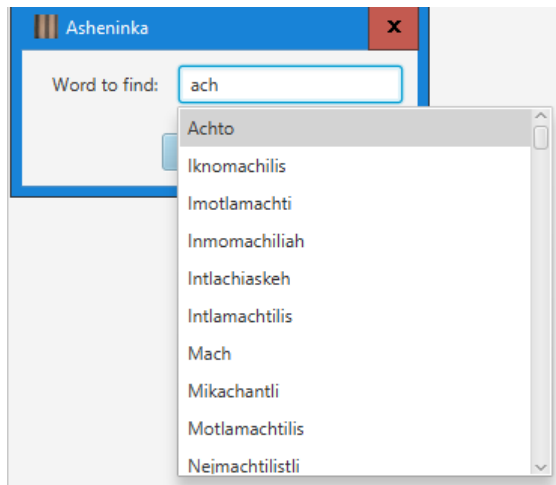 Asheninka
x
Word to find: ach
Achto
Iknomachilis
Imotlamachti
Inmomachiliah
Intlachiaskeh
Intlamachtilis
Mach
Mikachantli
Motlamachtilis
Nejmachtilistli